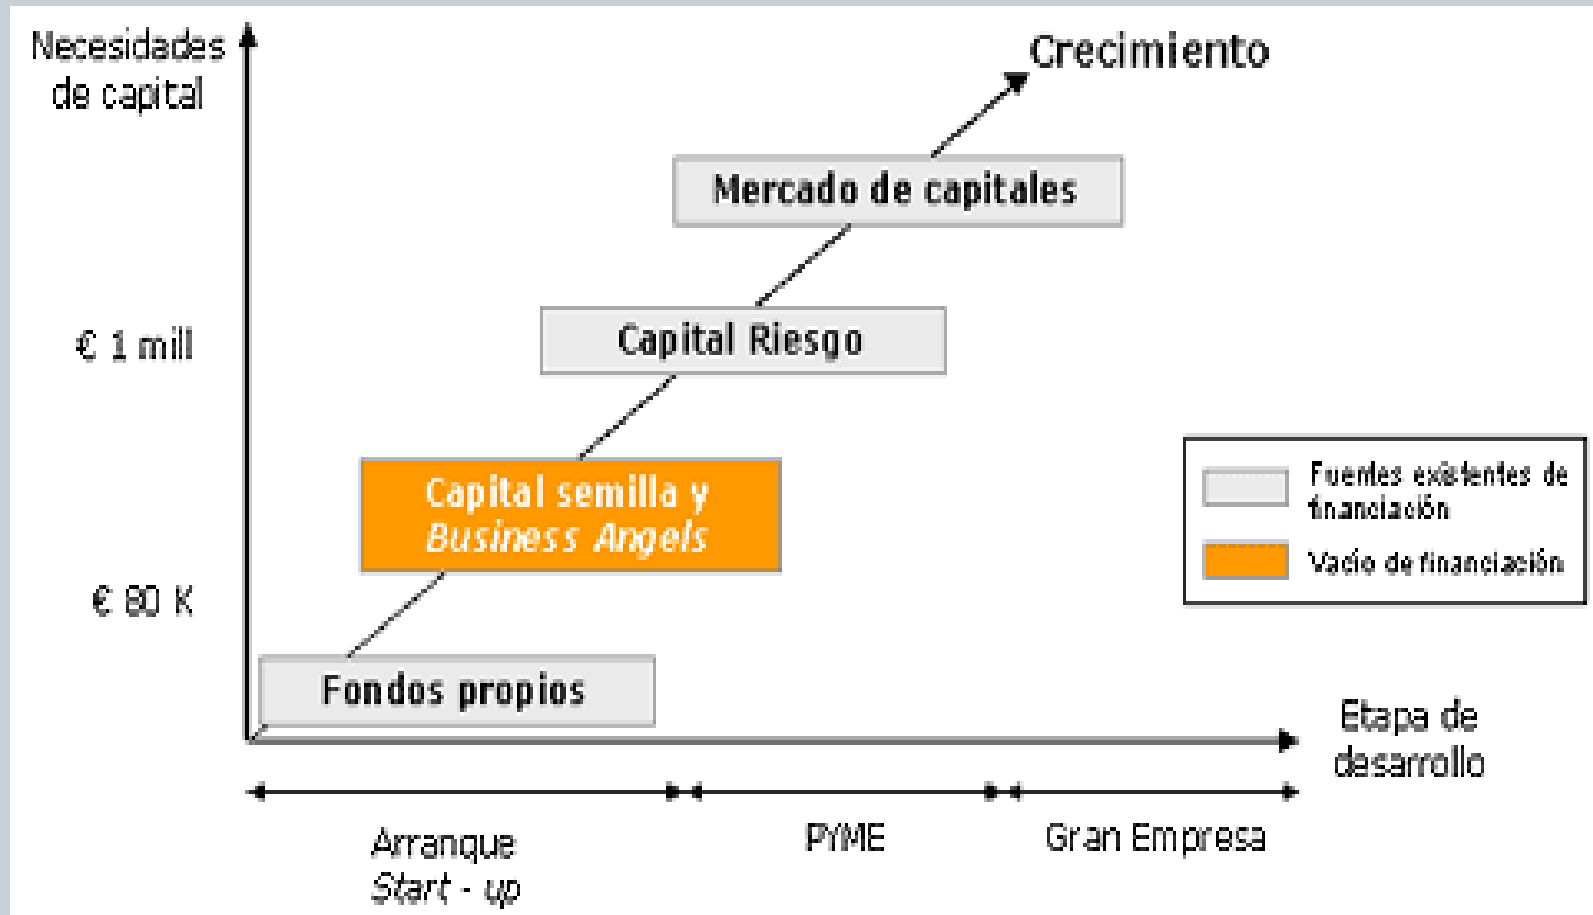 Necesidades
de capital
Crecimiento
Mercado de capitales
€ 1 mill
Capital Riesgo
Capital semilla y
Business Angels
Fuentes existentes de
financiación
Vacío de financiación
€ 80 K
Fondos propios
Etapa de
desarrollo
Arranque
Start - up
PYME
Gran Empresa